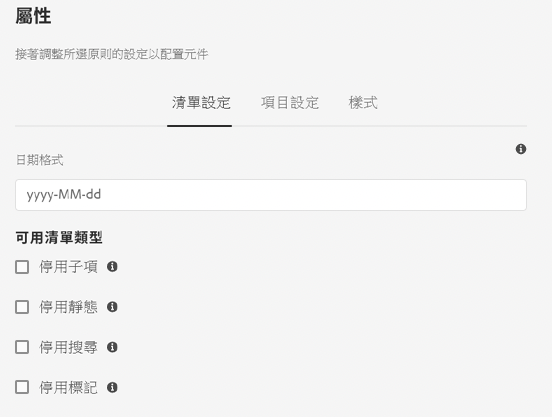 屬性
接著調整所選原則的設定以配置元件
清單設定 項目設定 樣式
日期格式
yyyy-MM-dd
可用清單類型
停用子項
停用靜態
停用搜尋
停用標記